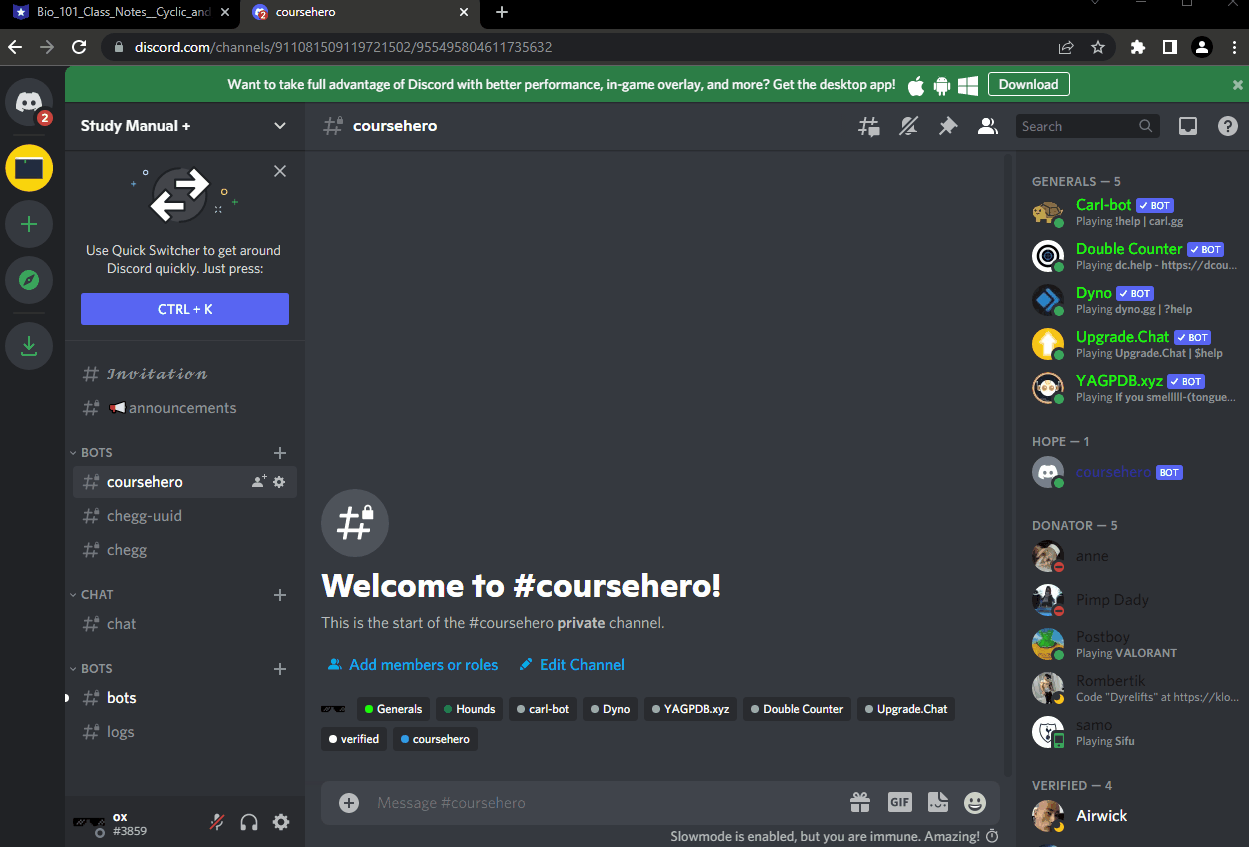 Bio_101_Class_Notes__Cyclic_and
coursehero
discord.com/channels/911081509119721502/955495804611735632
Want to take full advantage of Discord with better performance, in-game overlay, and more? Get the desktop app!
Download
2
Study Manual +
coursehero
Search
Use Quick Switcher to get around
Discord quickly. Just press:
CTRL + K
𝓘𝓷𝓿𝓲𝓽𝓪𝓽𝓲𝓸𝓷
announcements
BOTS
coursehero
chegg-uuid
chegg
CHAT
chat
BOTS
bots
logs
ox
#3859
Welcome to #coursehero!
This is the start of the #coursehero private channel.
Add members or roles
Edit Channel
Generals
Hounds
carl-bot
Dyno
YAGPDB.xyz
Double Counter
Upgrade.Chat
verified
coursehero
Message #coursehero
GIF
Slowmode is enabled, but you are immune. Amazing!
GENERALS — 5
Carl-bot BOT
Playing !help | carl.gg
Double Counter BOT
Playing dc.help - https://dcou...
Dyno BOT
Playing dyno.gg | ?help
Upgrade.Chat BOT
Playing Upgrade.Chat | $help
YAGPDB.xyz BOT
Playing If you smelllll-(tongue...
HOPE — 1
coursehero BOT
DONATOR — 5
anne
Pimp Dady
Postboy
Playing VALORANT
Rombertik
Code "Dyrelifts" at https://klo...
samo
Playing Sifu
VERIFIED — 4
Airwick